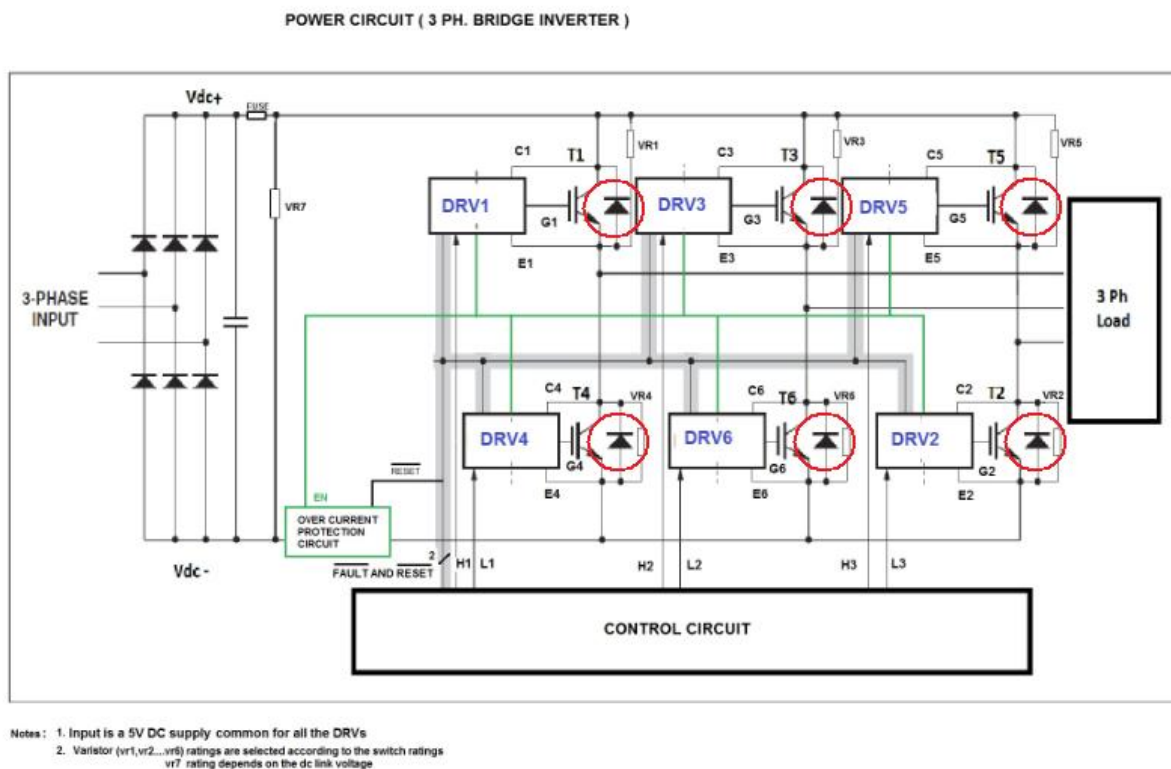 POWER CIRCUIT ( 3 PH. BRIDGE INVERTER )
Vdc+
FUSE
VR7
C1
T1
VR1
C3
T3
VR3
C5
T5
VR5
DRV1
G1
DRV3
G3
DRV5
G5
E1
E3
E5
3-PHASE
INPUT
3 Ph
Load
C4
T4
VR4
C6
T6
VR6
C2
T2
VR2
DRV4
G4
DRV6
G6
DRV2
G2
E4
E6
E2
RESET
EN
OVER CURRENT
PROTECTION
CIRCUIT
Vdc -
2
FAULT AND RESET
H1
L1
H2
L2
H3
L3
CONTROL CIRCUIT
Notes : 1. Input is a 5V DC supply common for all the DRVs
2. Varistor (vr1,vr2....vr6) ratings are selected according to the switch ratings
vr7 rating depends on the dc link voltage